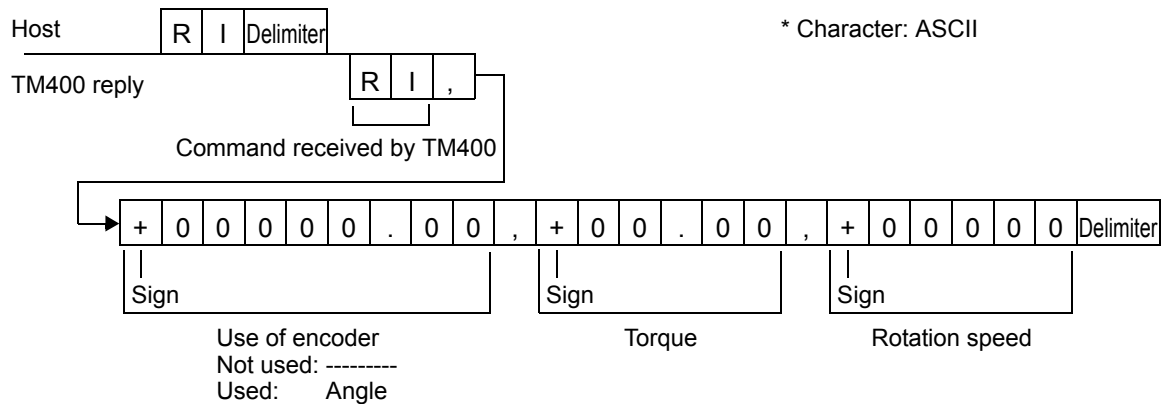 Host R I Delimiter * Character: ASCII
TM400 reply R I ,
Command received by TM400
+ 0 0 0 0 0 . 0 0 , + 0 0 . 0 0 , + 0 0 0 0 0 Delimiter
Sign Sign Sign
Use of encoder Torque Rotation speed
Not used: ---------
Used: Angle